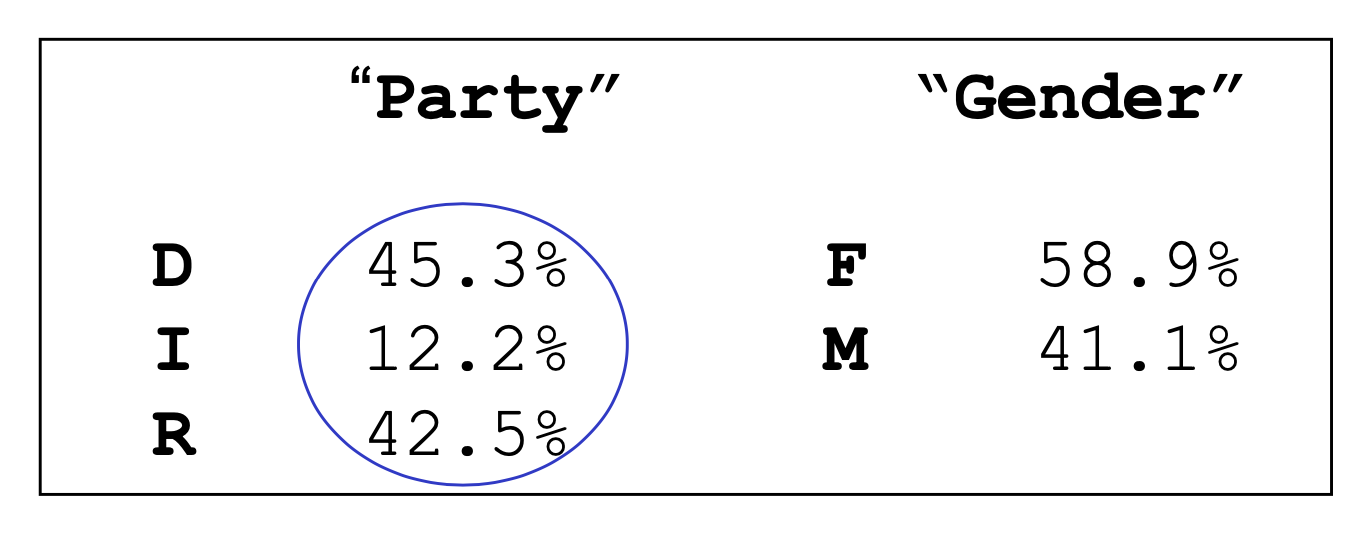 “Party” “Gender”
D 45.3% F 58.9%
I 12.2% M 41.1%
R 42.5%